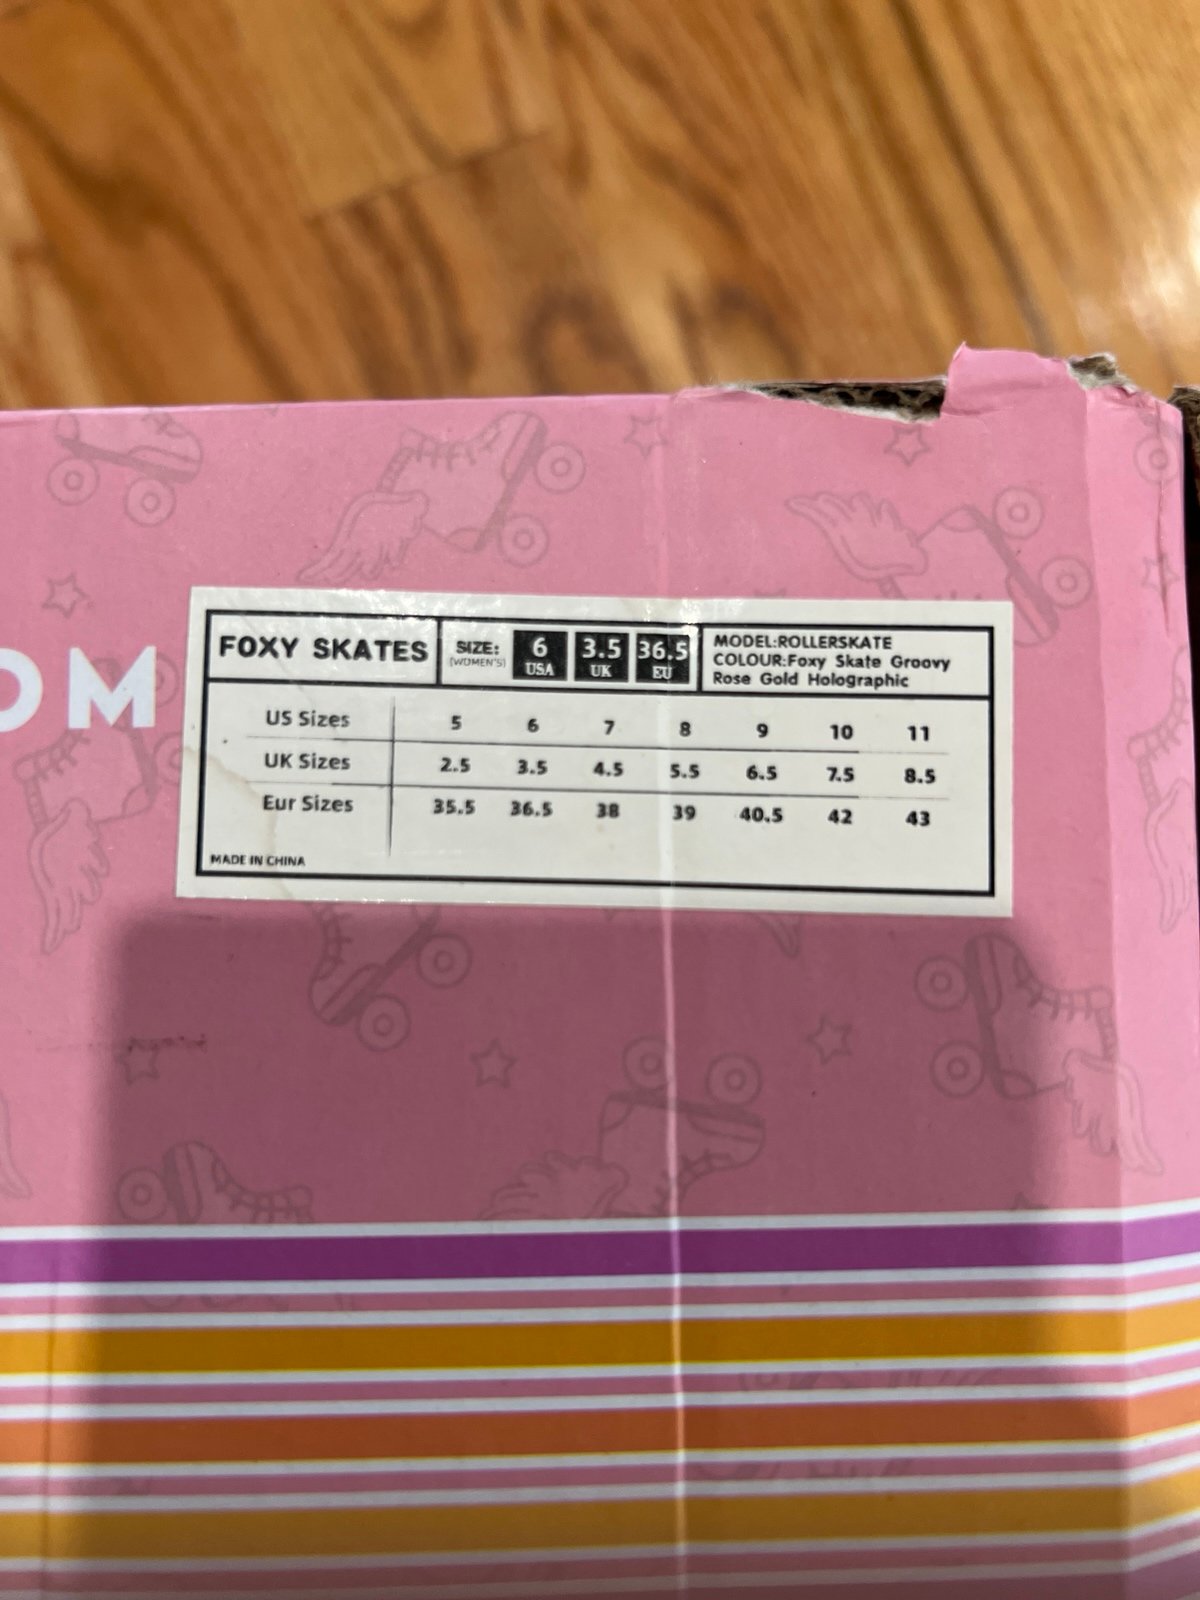 OM
FOXY SKATES
SIZE:
(WOMEN'S)
6
USA
3.5
UK
36.5
EU
MODEL:ROLLERSKATE
COLOUR:Foxy Skate Groovy
Rose Gold Holographic
US Sizes 5 6 7 8 9 10 11
UK Sizes 2.5 3.5 4.5 5.5 6.5 7.5 8.5
Eur Sizes 35.5 36.5 38 39 40.5 42 43
MADE IN CHINA